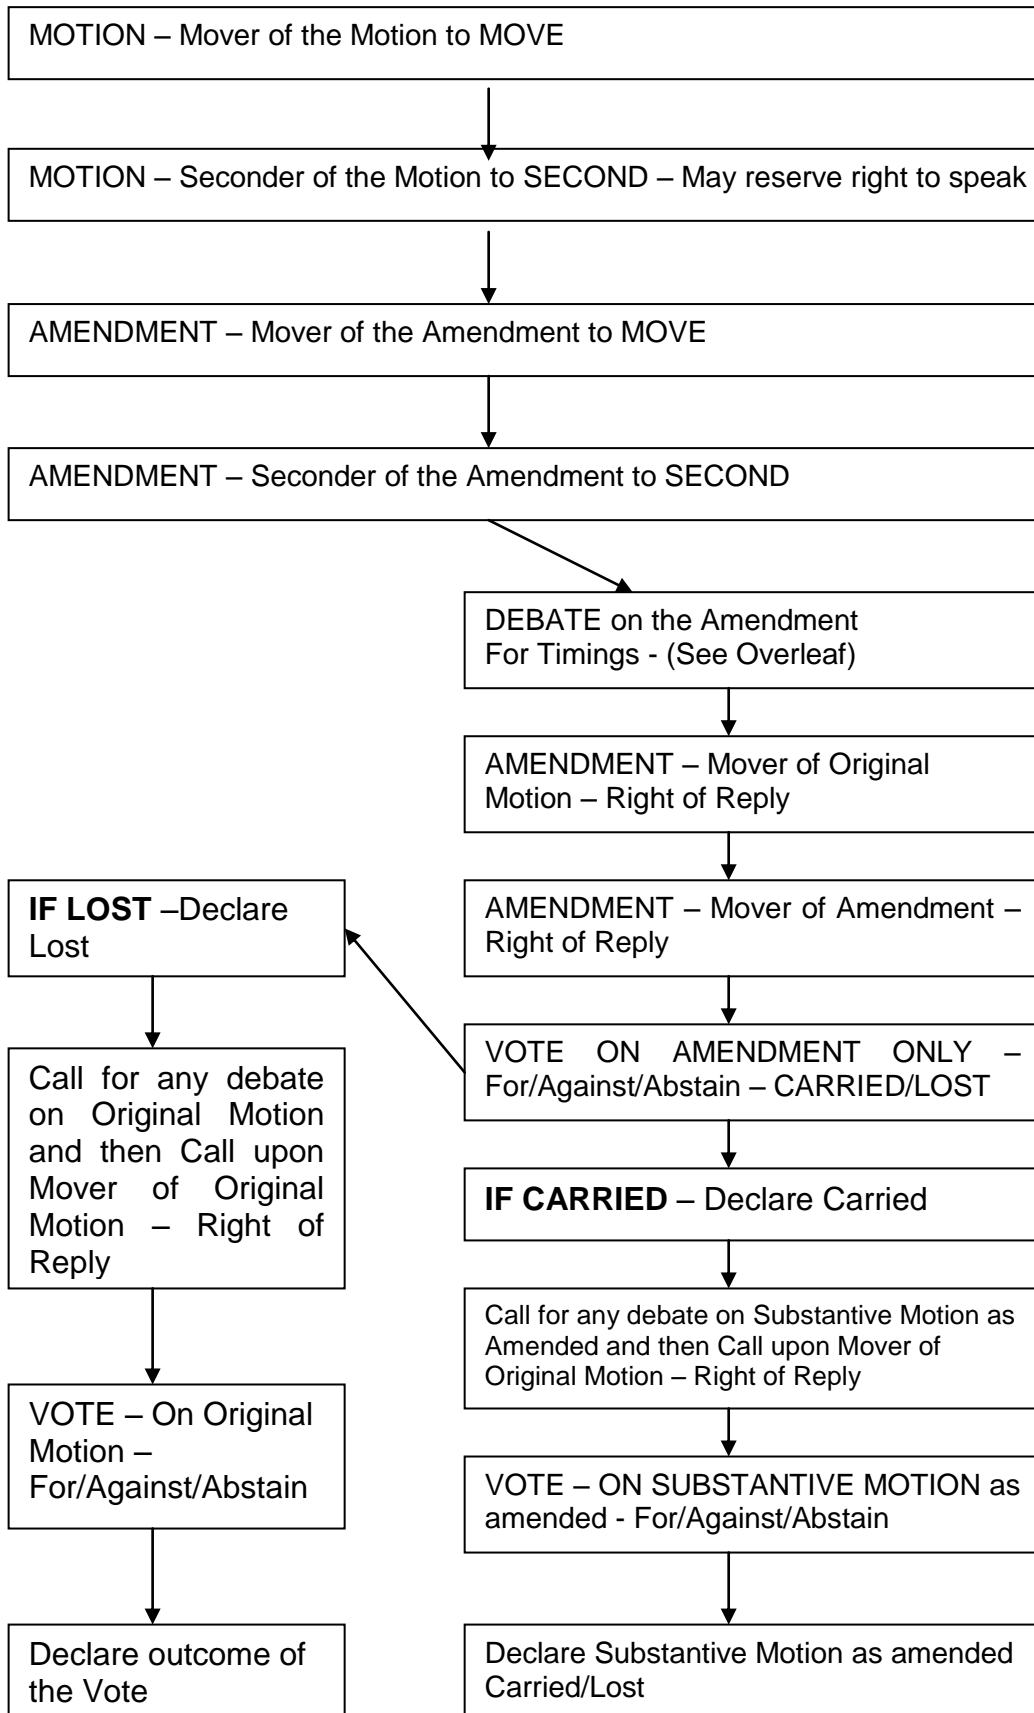 MOTION – Mover of the Motion to MOVE
MOTION – Seconder of the Motion to SECOND – May reserve right to speak
AMENDMENT – Mover of the Amendment to MOVE
AMENDMENT – Seconder of the Amendment to SECOND
DEBATE on the Amendment
For Timings - (See Overleaf)
AMENDMENT – Mover of Original
Motion – Right of Reply
AMENDMENT – Mover of Amendment –
Right of Reply
VOTE ON AMENDMENT ONLY –
For/Against/Abstain – CARRIED/LOST
IF LOST –Declare
Lost
Call for any debate
on Original Motion
and then Call upon
Mover of Original
Motion – Right of
Reply
VOTE – On Original
Motion –
For/Against/Abstain
Declare outcome of
the Vote
IF CARRIED – Declare Carried
Call for any debate on Substantive Motion as
Amended and then Call upon Mover of
Original Motion – Right of Reply
VOTE – ON SUBSTANTIVE MOTION as
amended - For/Against/Abstain
Declare Substantive Motion as amended
Carried/Lost